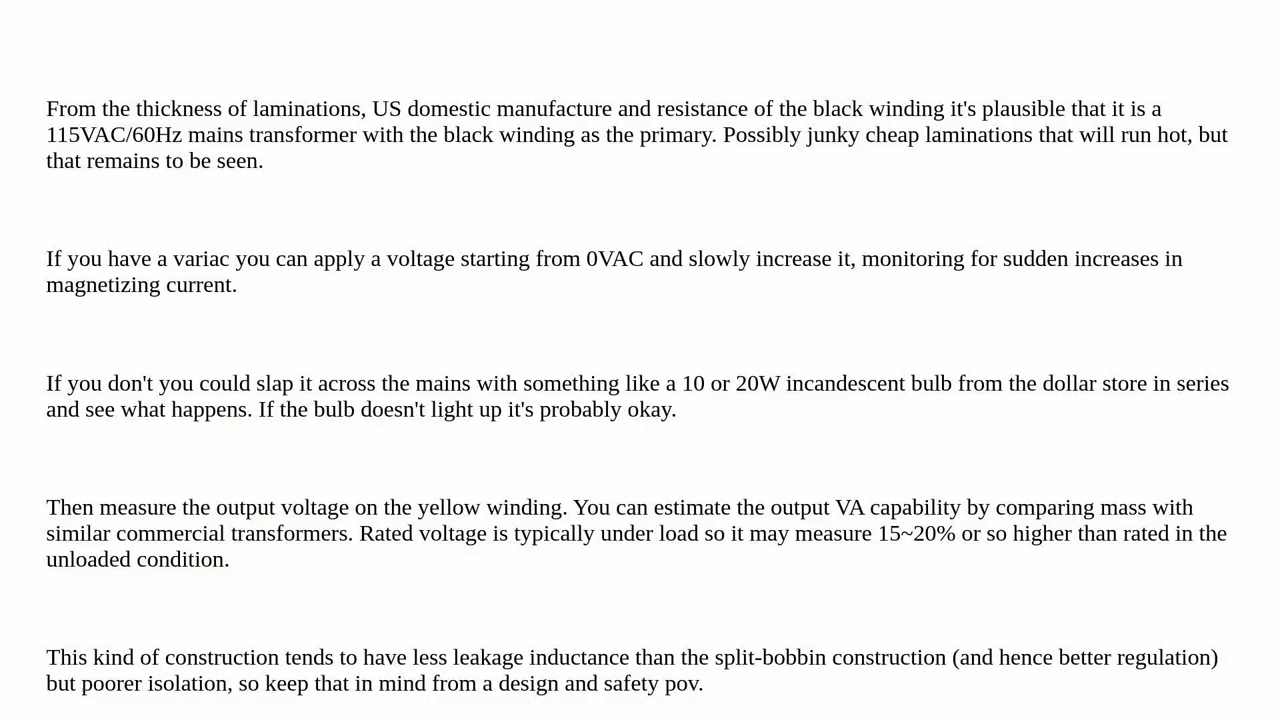 From the thickness of laminations, US domestic manufacture and resistance of the black winding it's plausible that it is a
115VAC/60Hz mains transformer with the black winding as the primary. Possibly junky cheap laminations that will run hot, but
that remains to be seen.
If you have a variac you can apply a voltage starting from 0VAC and slowly increase it, monitoring for sudden increases in
magnetizing current.
If you don't you could slap it across the mains with something like a 10 or 20W incandescent bulb from the dollar store in series
and see what happens. If the bulb doesn't light up it's probably okay.
Then measure the output voltage on the yellow winding. You can estimate the output VA capability by comparing mass with
similar commercial transformers. Rated voltage is typically under load so it may measure 15~20% or so higher than rated in the
unloaded condition.
This kind of construction tends to have less leakage inductance than the split-bobbin construction (and hence better regulation)
but poorer isolation, so keep that in mind from a design and safety pov.